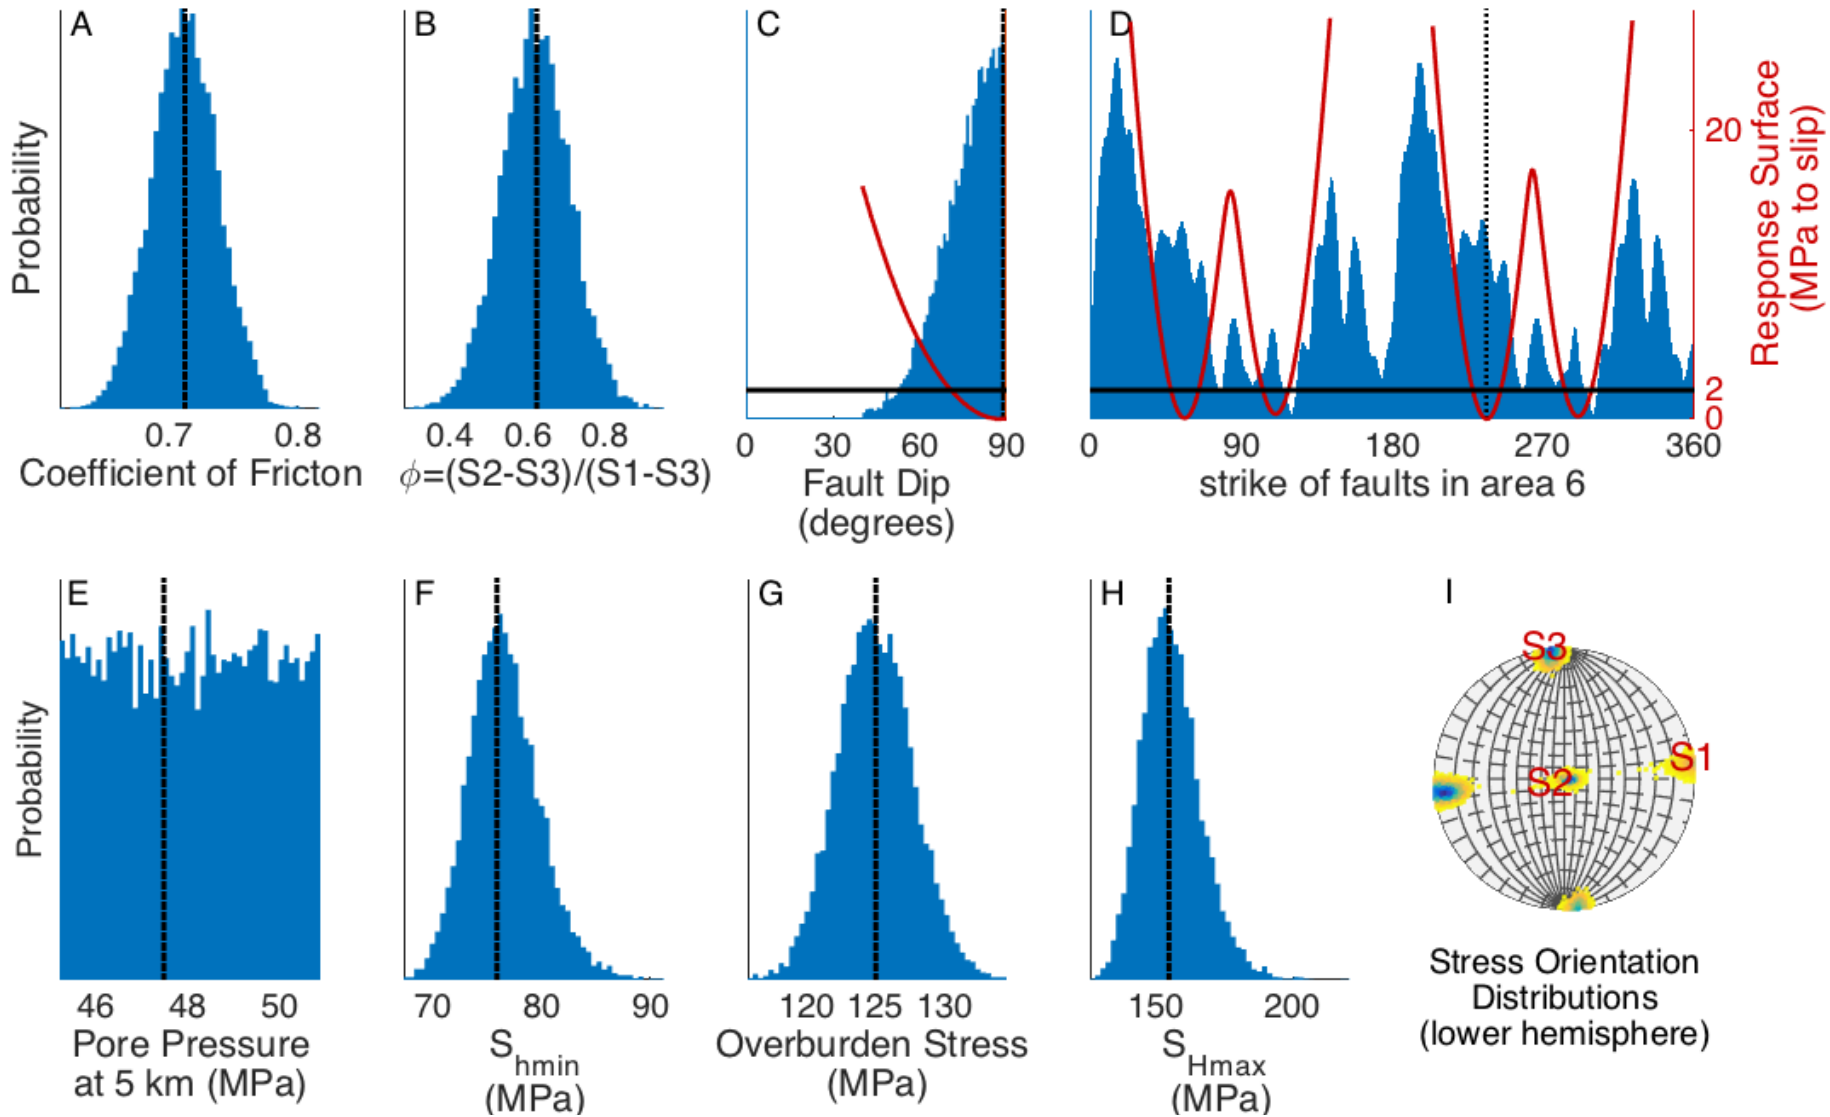 A
B
C
D
Probability
0.7 0.8
Coefficient of Fricton
0.4 0.6 0.8
ϕ=(S2-S3)/(S1-S3)
0 30 60 90
Fault Dip
(degrees)
0 90 180 270 360
strike of faults in area 6
20
2
0
Response Surface
(MPa to slip)
E
F
G
H
I
Probability
46 48 50
Pore Pressure
at 5 km (MPa)
70 80 90
S hmin
(MPa)
120 125 130
Overburden Stress
(MPa)
150 200
S Hmax
(MPa)
S3
S1
S2
Stress Orientation
Distributions
(lower hemisphere)